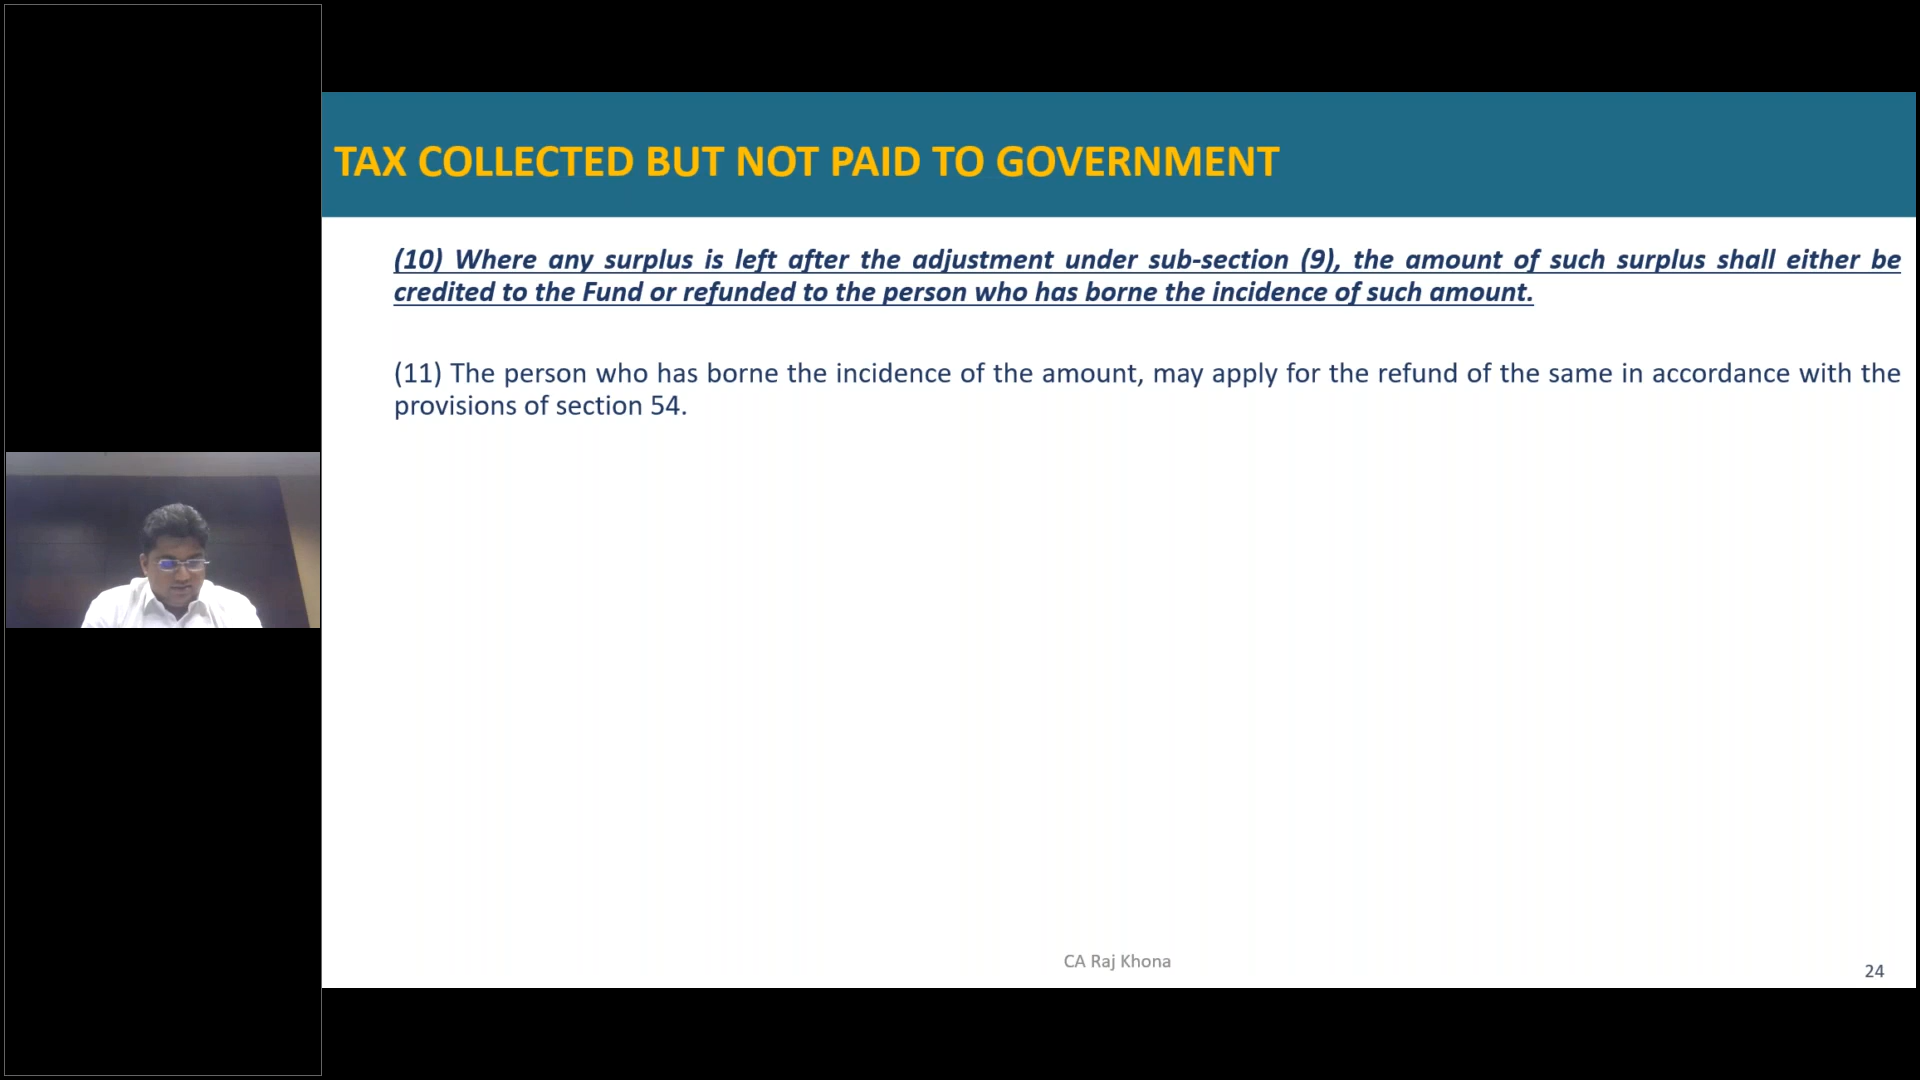 TAX COLLECTED BUT NOT PAID TO GOVERNMENT
(10) Where any surplus is left after the adjustment under sub-section (9), the amount of such surplus shall either be
credited to the Fund or refunded to the person who has borne the incidence of such amount.
(11) The person who has borne the incidence of the amount, may apply for the refund of the same in accordance with the
provisions of section 54.
CA Raj Khona
24